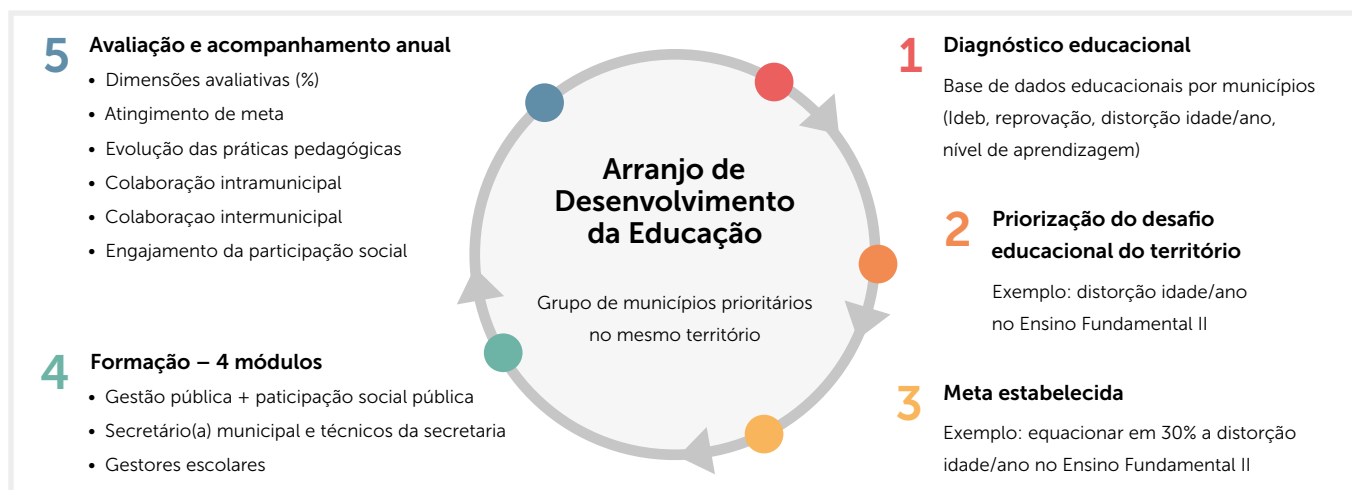 Arranjo de
Desenvolvimento
da Educação
Grupo de municípios prioritários
no mesmo território
1 Diagnóstico educacional
Base de dados educacionais por municípios
(Ideb, reprovação, distorção idade/ano,
nível de aprendizagem)
2 Priorização do desafio
educacional do território
Exemplo: distorção idade/ano
no Ensino Fundamental II
3 Meta estabelecida
Exemplo: equacionar em 30% a distorção
idade/ano no Ensino Fundamental II
4 Formação – 4 módulos
• Gestão pública + paticipação social pública
• Secretário(a) municipal e técnicos da secretaria
• Gestores escolares
5 Avaliação e acompanhamento anual
• Dimensões avaliativas (%)
• Atingimento de meta
• Evolução das práticas pedagógicas
• Colaboração intramunicipal
• Colaboraçao intermunicipal
• Engajamento da participação social